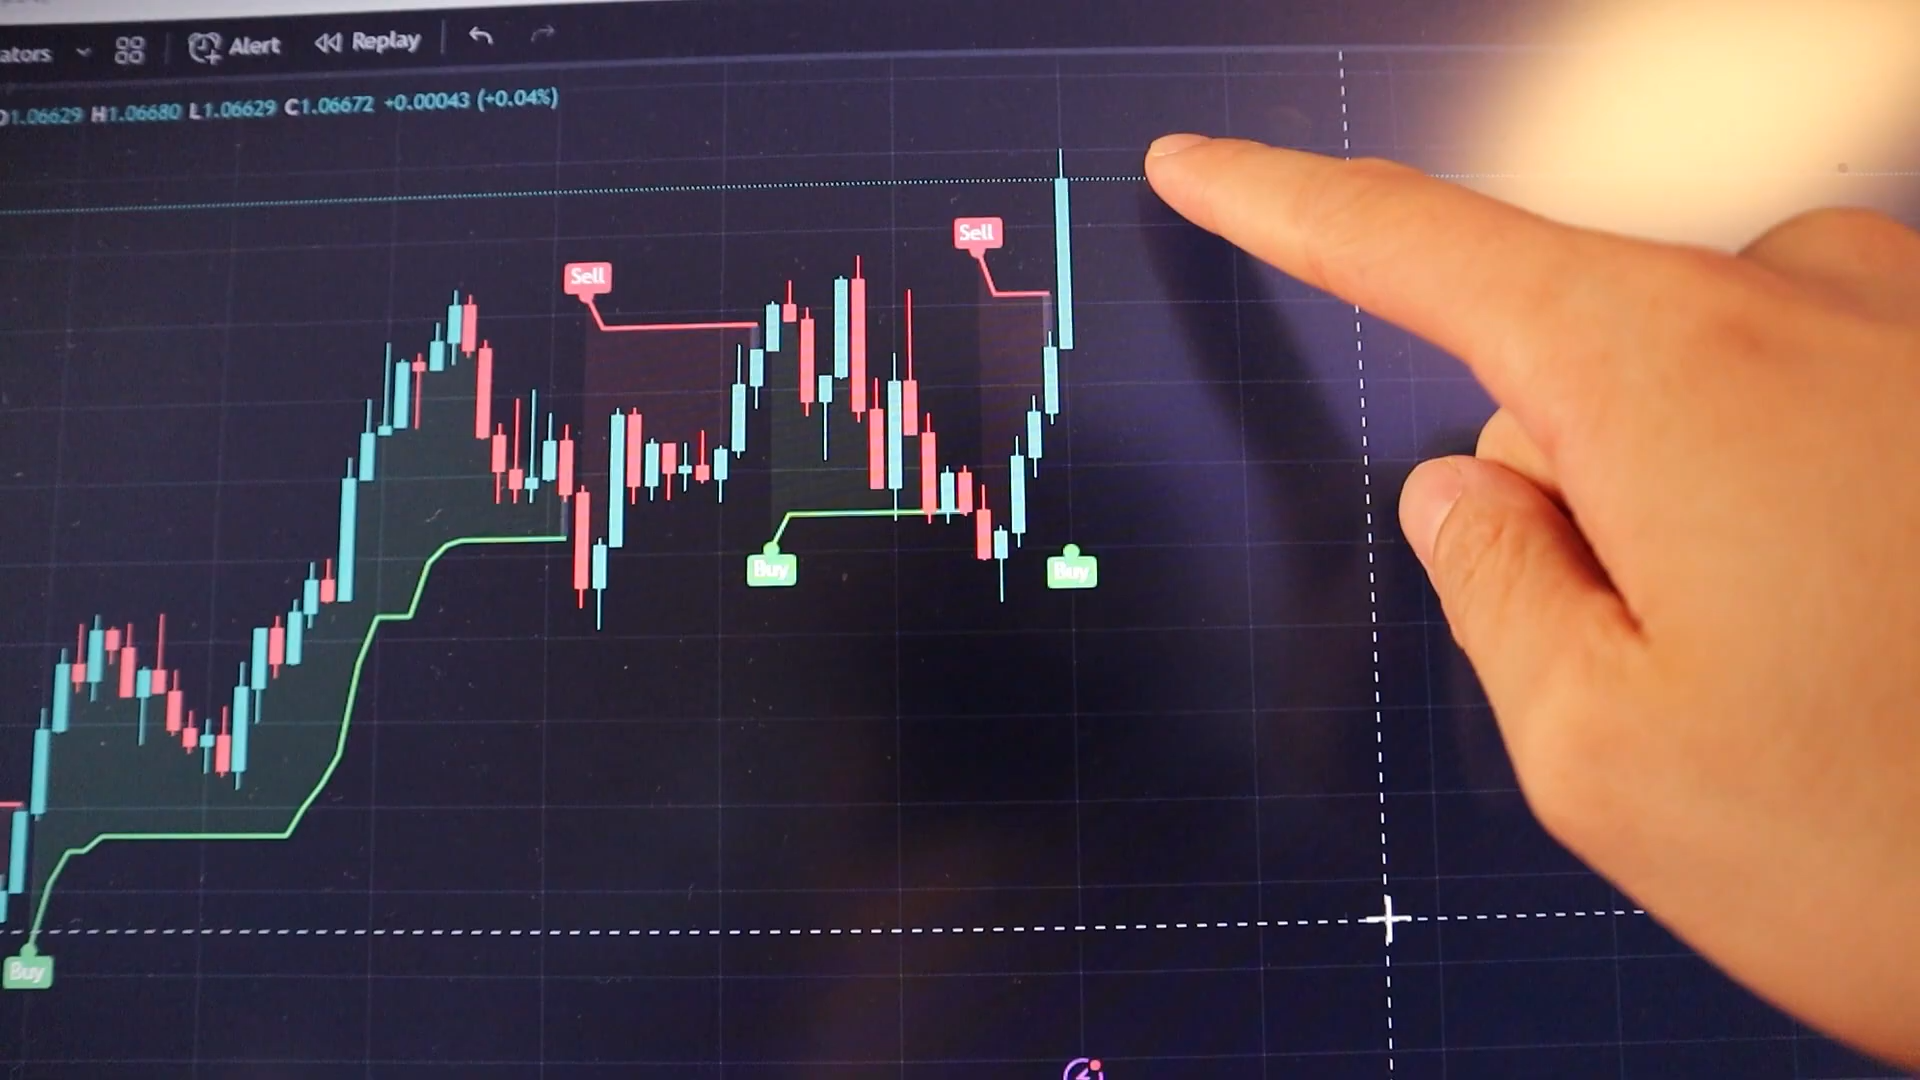 ators Alert Replay
O1.06629 H1.06680 L1.06629 C1.06672 +0.00043 (+0.04%)
Sell
Sell
Buy
Buy
Buy